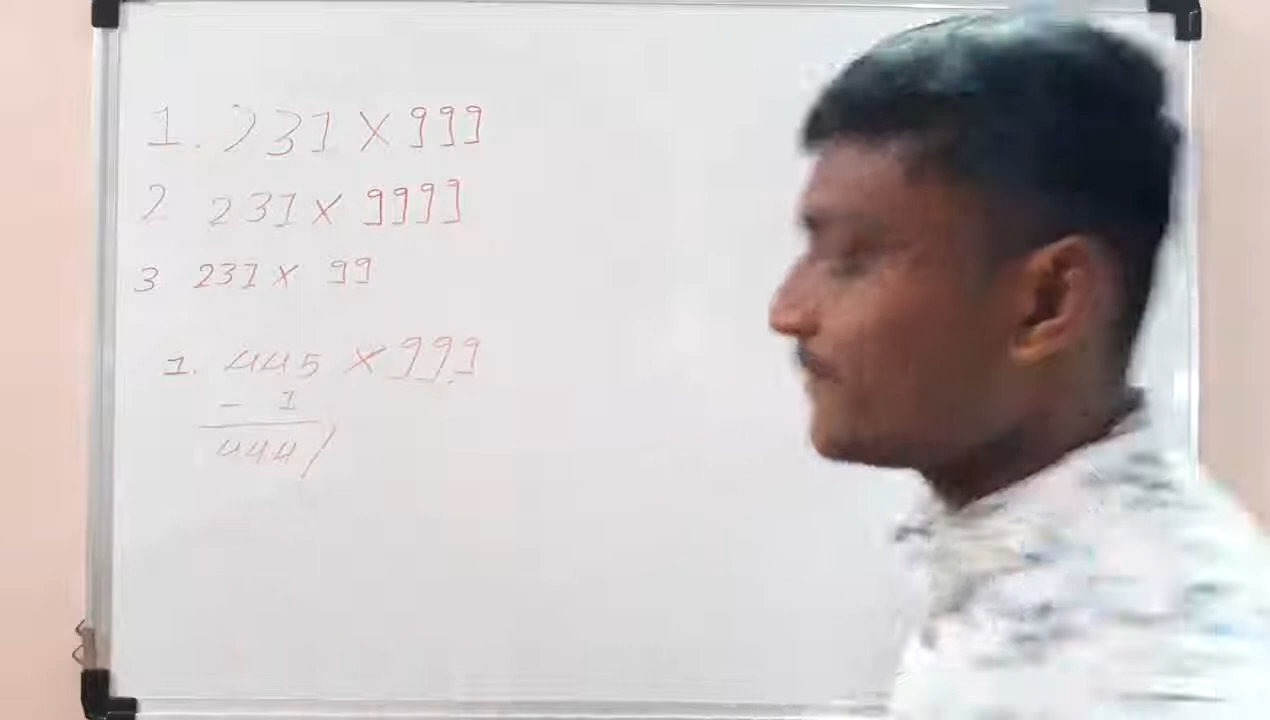 1. 231 X 999
2 231 X 9999
3 231 X 99
1. 445 X 999
- 1
444/